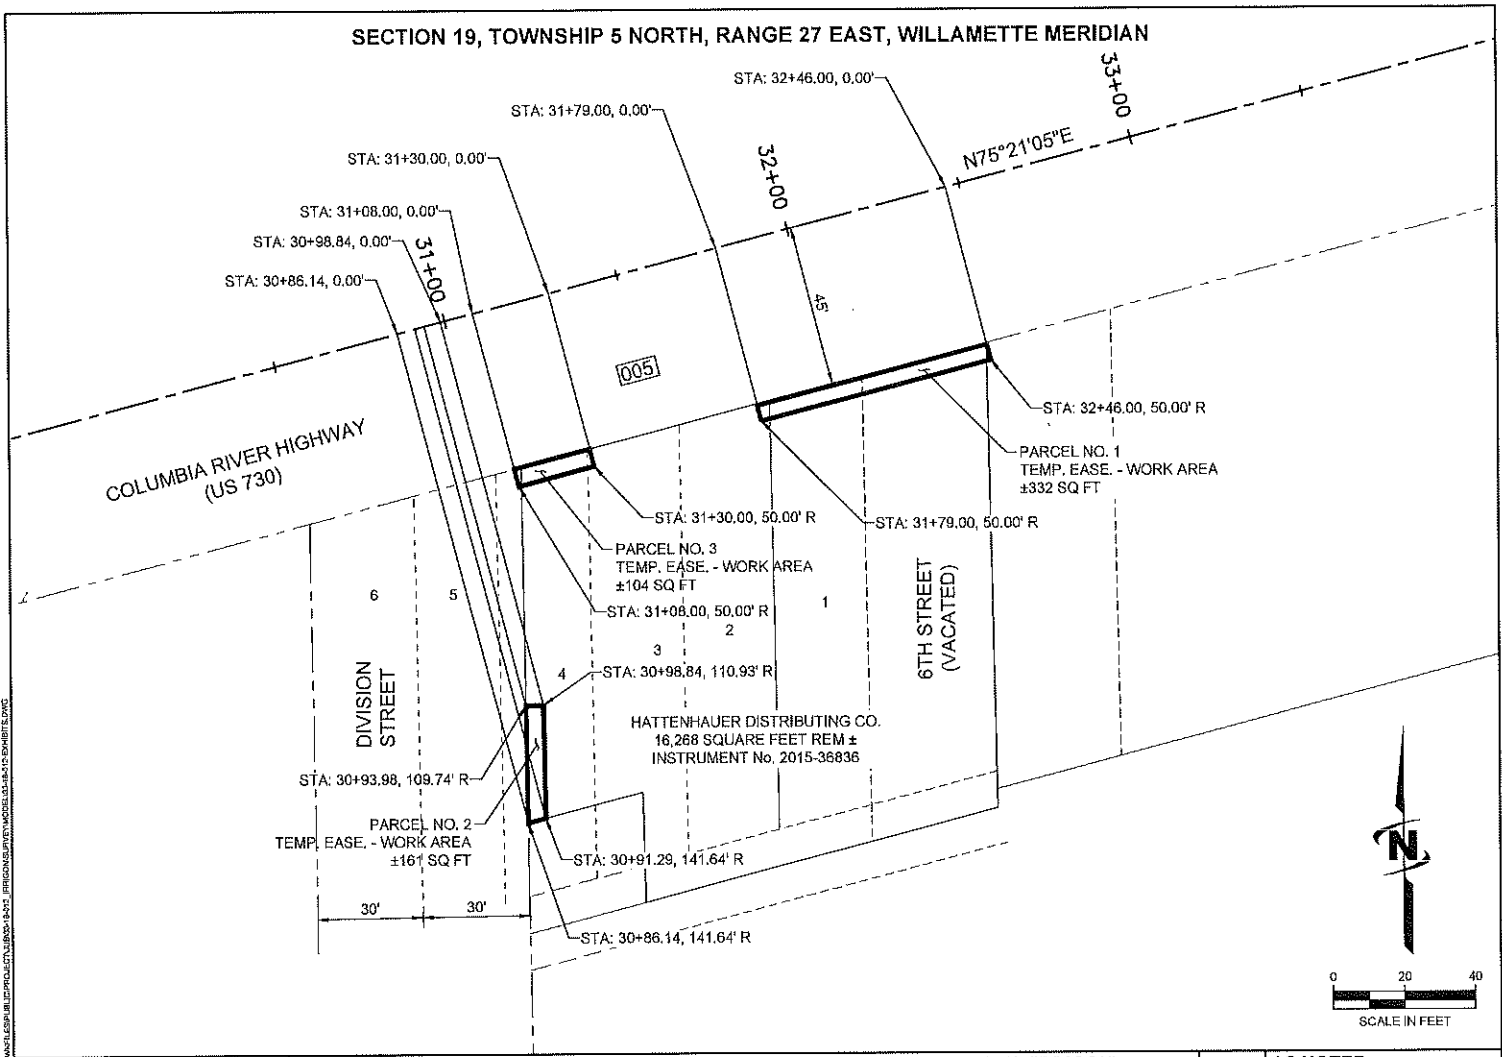 SECTION 19, TOWNSHIP 5 NORTH, RANGE 27 EAST, WILLAMETTE MERIDIAN
STA: 32+46.00, 0.00'
33+00
STA: 31+79.00, 0.00'
N75°21'05"E
STA: 31+30.00, 0.00'
32+00
STA: 31+08.00, 0.00'
STA: 30+98.84, 0.00'
31+00
STA: 30+86.14, 0.00'
45'
005
STA: 32+46.00, 50.00' R
COLUMBIA RIVER HIGHWAY
(US 730)
PARCEL NO. 1
TEMP. EASE. - WORK AREA
±332 SQ FT
STA: 31+30.00, 50.00' R
STA: 31+79.00, 50.00' R
PARCEL NO. 3
TEMP. EASE. - WORK AREA
±104 SQ FT
6
5
STA: 31+08.00, 50.00' R
1
2
3
4
6TH STREET
(VACATED)
STA: 30+98.84, 110.93' R
DIVISION
STREET
HATTENHAUER DISTRIBUTING CO.
16,268 SQUARE FEET REM ±
INSTRUMENT No. 2015-36836
STA: 30+93.98, 109.74' R
PARCEL NO. 2
TEMP. EASE. - WORK AREA
±161 SQ FT
STA: 30+91.29, 141.64' R
30'
30'
STA: 30+86.14, 141.64' R
N
0 20 40
SCALE IN FEET